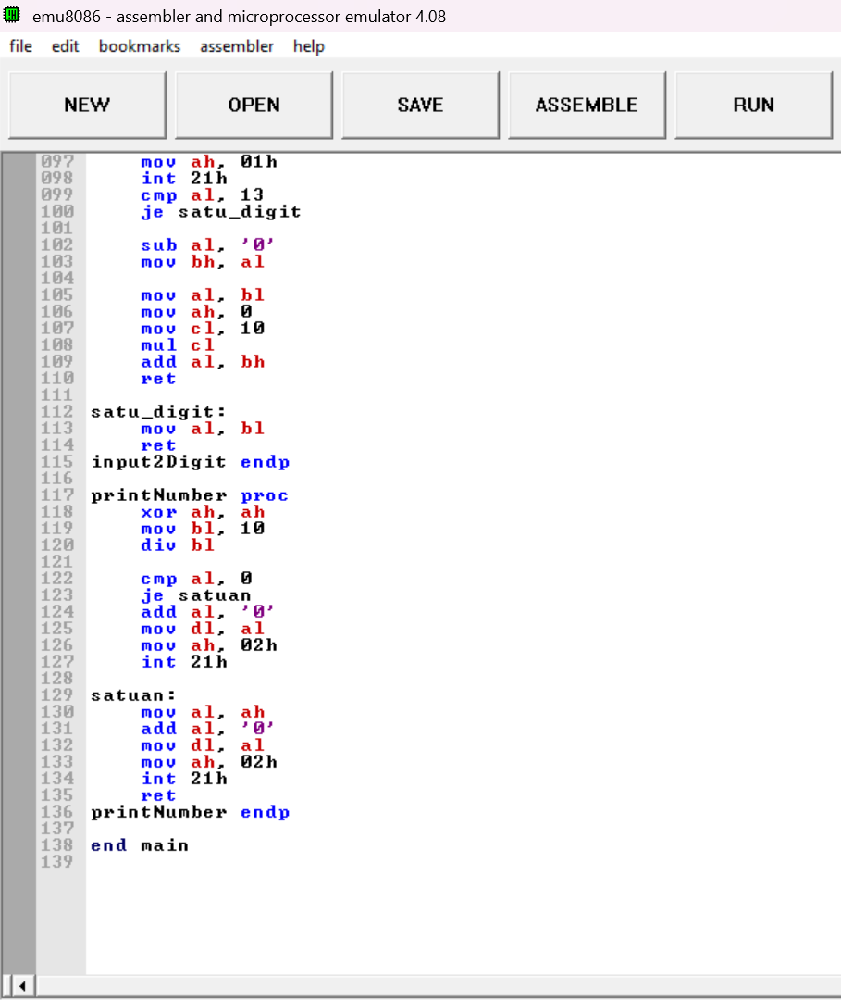 emu8086 - assembler and microprocessor emulator 4.08
file edit bookmarks assembler help
NEW OPEN SAVE ASSEMBLE RUN
097 mov ah, 01h
098 int 21h
099 cmp al, 13
100 je satu_digit
101
102 sub al, '0'
103 mov bh, al
104
105 mov al, bl
106 mov ah, 0
107 mov cl, 10
108 mul cl
109 add al, bh
110 ret
111
112 satu_digit:
113 mov al, bl
114 ret
115 input2Digit endp
116
117 printNumber proc
118 xor ah, ah
119 mov bl, 10
120 div bl
121
122 cmp al, 0
123 je satuan
124 add al, '0'
125 mov dl, al
126 mov ah, 02h
127 int 21h
128
129 satuan:
130 mov al, ah
131 add al, '0'
132 mov dl, al
133 mov ah, 02h
134 int 21h
135 ret
136 printNumber endp
137
138 end main
139